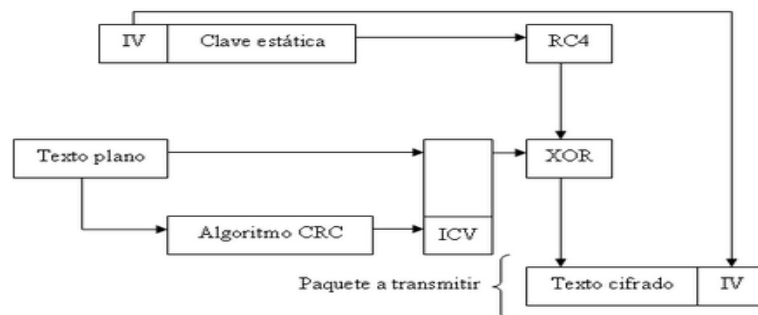 IV
Clave estática
RC4
Texto plano
XOR
Algoritmo CRC
ICV
Paquete a transmitir
Texto cifrado
IV